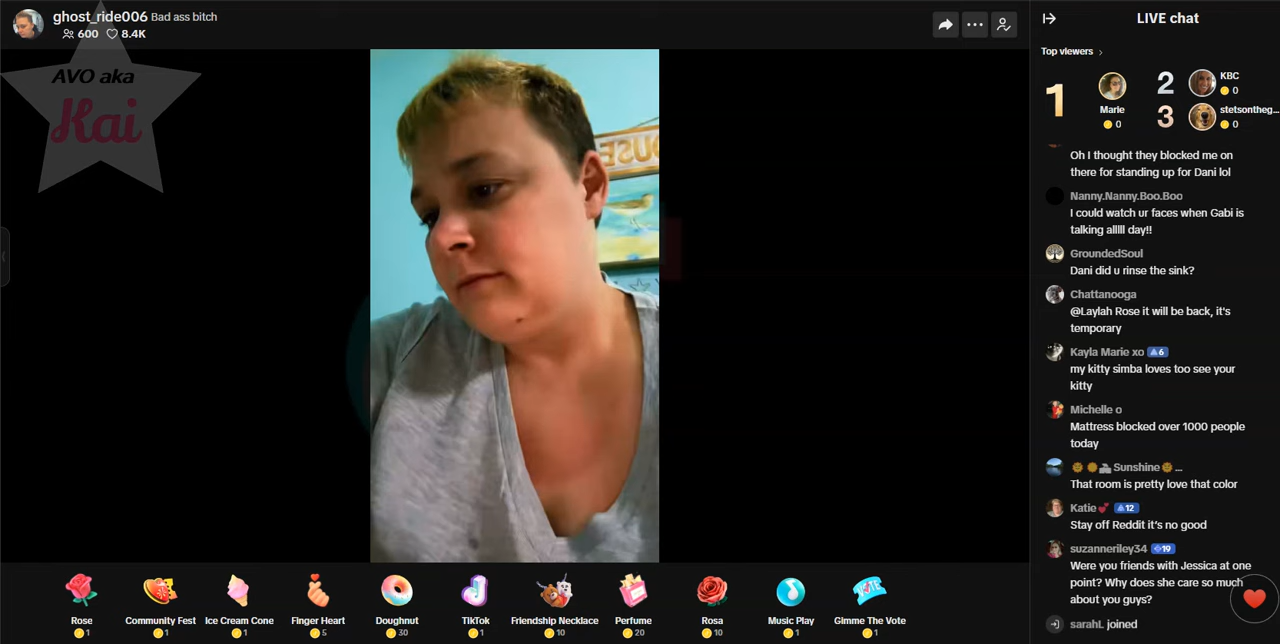 ghost_ride006 Bad ass bitch
600 8.4K
AVO aka
Kai
HOUSE
LIVE chat
Top viewers
1
Marie
0
2
KBC
0
3
stetsontheg...
0
Oh I thought they blocked me on
there for standing up for Dani lol
Nanny.Nanny.Boo.Boo
I could watch ur faces when Gabi is
talking alllll day!!
GroundedSoul
Dani did u rinse the sink?
Chattanooga
@Laylah Rose it will be back, it's
temporary
Kayla Marie xo 6
my kitty simba loves too see your
kitty
Michelle o
Mattress blocked over 1000 people
today
Sunshine ...
That room is pretty love that color
Katie 12
Stay off Reddit it's no good
suzanneriley34 19
Were you friends with Jessica at one
point? Why does she care so much
about you guys?
sarahL joined
Rose
1
Community Fest
1
Ice Cream Cone
1
Finger Heart
5
Doughnut
30
TikTok
1
Friendship Necklace
10
Perfume
20
Rosa
10
Music Play
1
VOTE
Gimme The Vote
1